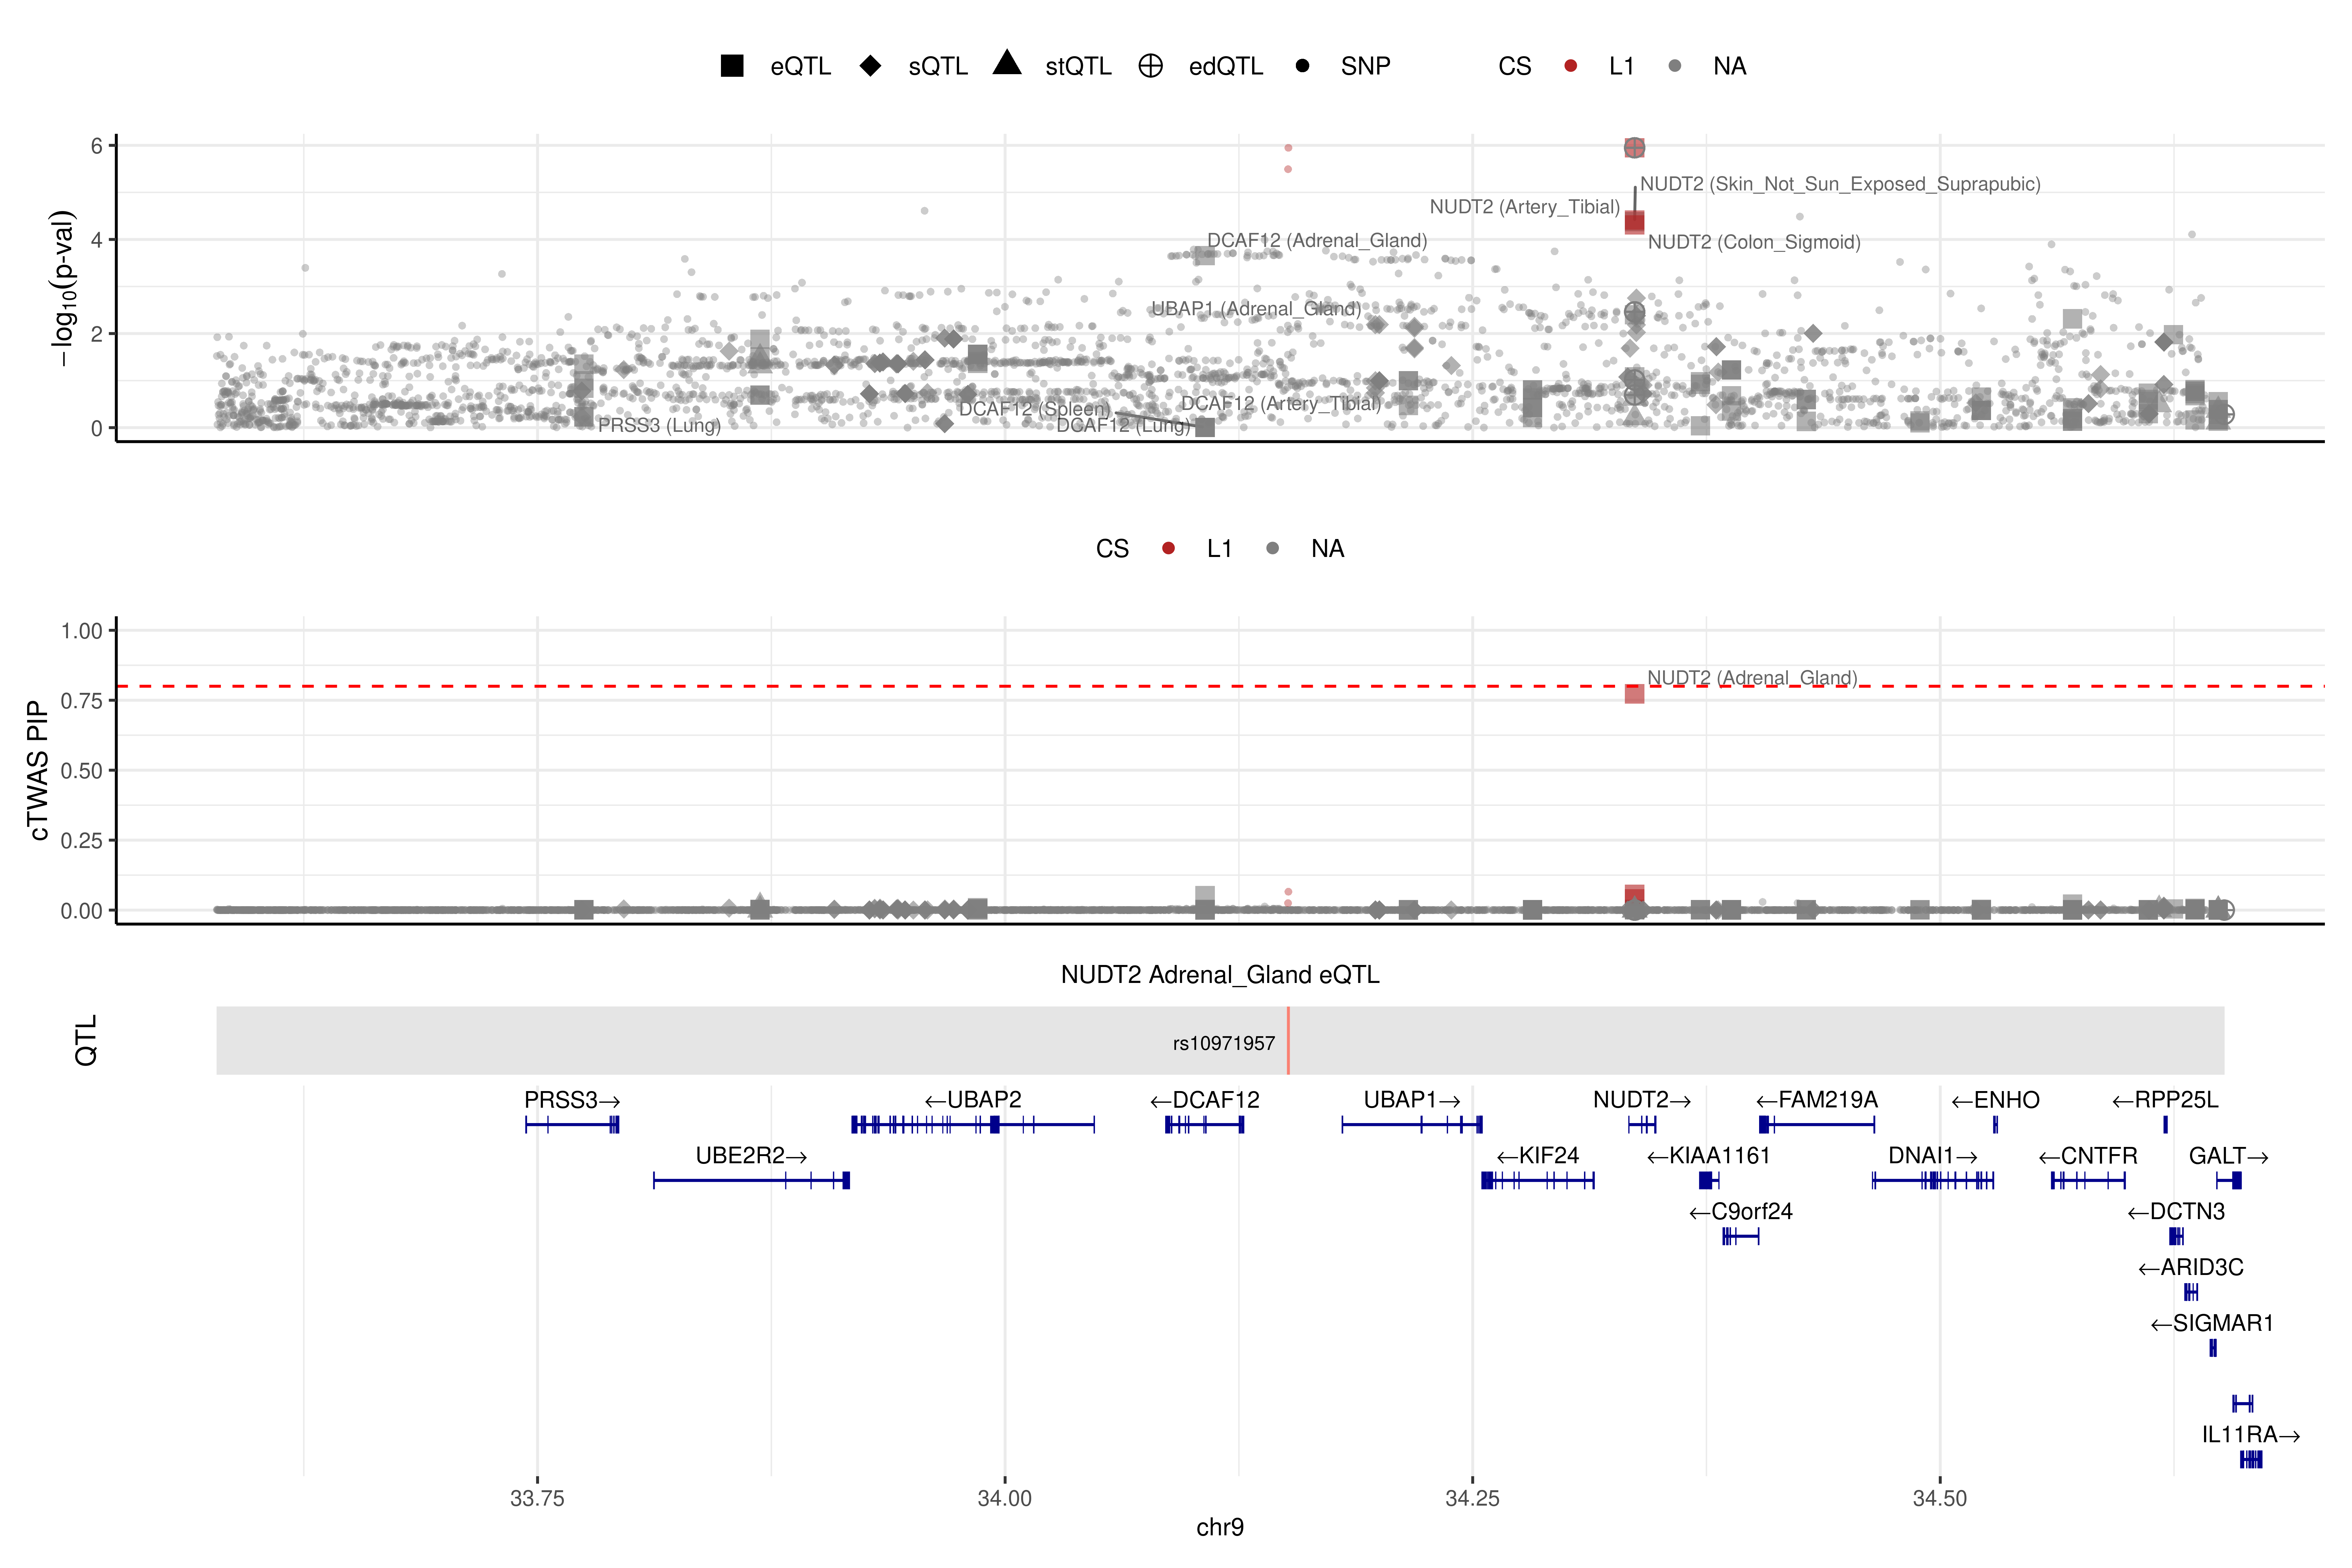 eQTL sQTL stQTL edQTL SNP CS L1 NA
−log10(p-val)
6
4
2
0
NUDT2 (Skin_Not_Sun_Exposed_Suprapubic)
NUDT2 (Artery_Tibial)
DCAF12 (Adrenal_Gland)
NUDT2 (Colon_Sigmoid)
UBAP1 (Adrenal_Gland)
DCAF12 (Artery_Tibial)
DCAF12 (Spleen)
PRSS3 (Lung)
DCAF12 (Lung)
CS L1 NA
cTWAS PIP
1.00
0.75
0.50
0.25
0.00
NUDT2 (Adrenal_Gland)
NUDT2 Adrenal_Gland eQTL
QTL
rs10971957
PRSS3→ ←UBAP2 ←DCAF12 UBAP1→ NUDT2→ ←FAM219A ←ENHO ←RPP25L
UBE2R2→ ←KIF24 ←KIAA1161 DNAI1→ ←CNTFR GALT→
←C9orf24 ←DCTN3
←ARID3C
←SIGMAR1
IL11RA→
33.75 34.00 34.25 34.50
chr9